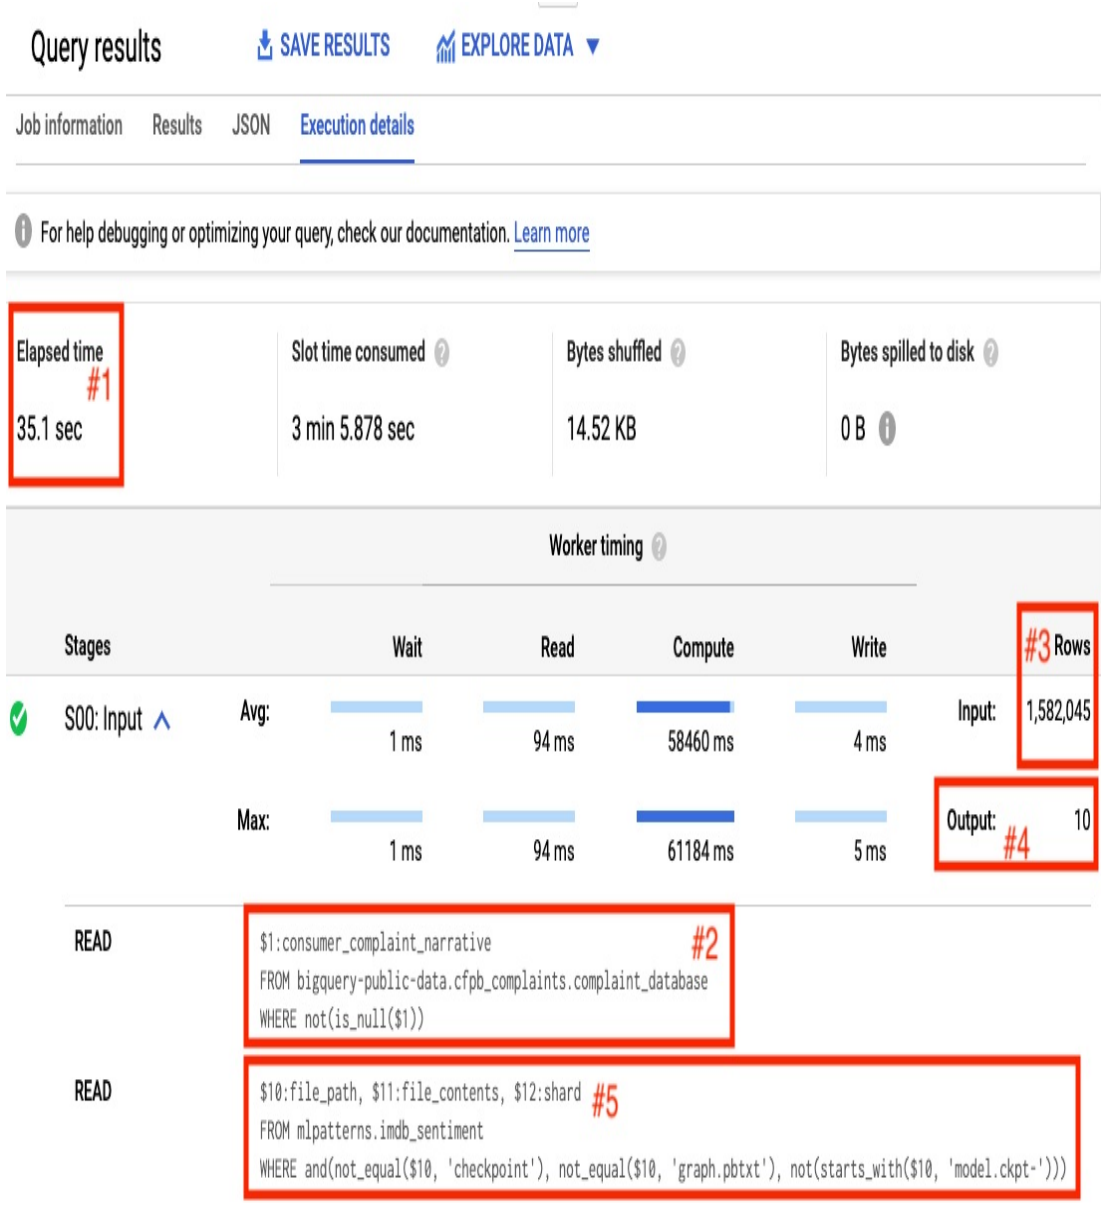 Query results SAVE RESULTS EXPLORE DATA
Job information Results JSON Execution details
For help debugging or optimizing your query, check our documentation. Learn more
Elapsed time Slot time consumed Bytes shuffled Bytes spilled to disk
#1
35.1 sec 3 min 5.878 sec 14.52 KB 0 B
Worker timing
Stages Wait Read Compute Write #3 Rows
S00: Input Avg: 1 ms 94 ms 58460 ms 4 ms Input: 1,582,045
Max: 1 ms 94 ms 61184 ms 5 ms Output: 10
#4
READ $1:consumer_complaint_narrative #2
FROM bigquery-public-data.cfpb_complaints.complaint_database
WHERE not(is_null($1))
READ $10:file_path, $11:file_contents, $12:shard #5
FROM mlpatterns.imdb_sentiment
WHERE and(not_equal($10, 'checkpoint'), not_equal($10, 'graph.pbtxt'), not(starts_with($10, 'model.ckpt-')))